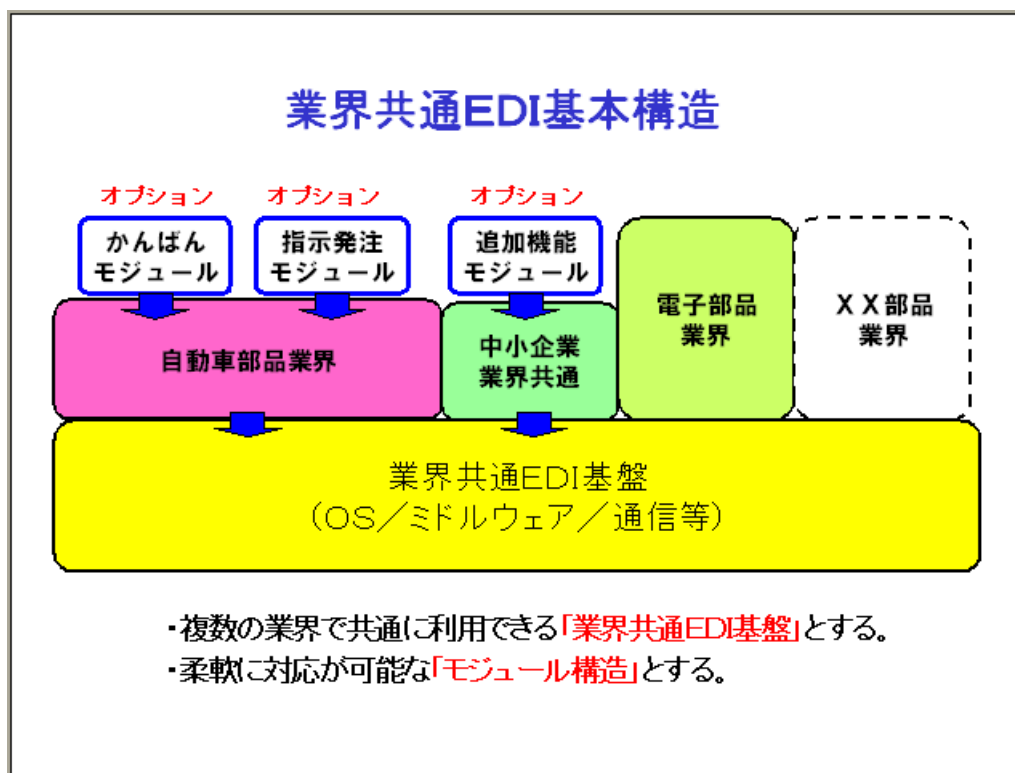 業界共通EDI基本構造
オプション
オプション
オプション
かんばん
モジュール
指示発注
モジュール
追加機能
モジュール
電子部品
業界
ＸＸ部品
業界
自動車部品業界
中小企業
業界共通
業界共通EDI基盤
（ＯＳ／ミドルウェア／通信等）
・複数の業界で共通に利用できる「業界共通EDI基盤」とする。
・柔軟に対応が可能な「モジュール構造」とする。